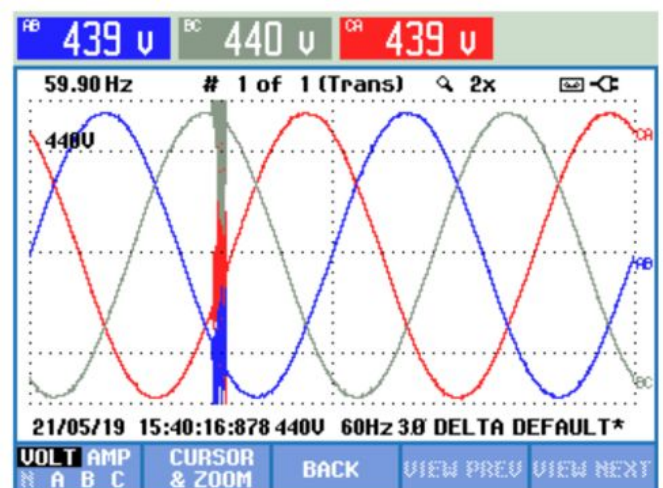 AB 439 V BC 440 V CA 439 V
59.90 Hz # 1 of 1 (Trans) 2x
440V
CA
AB
BC
21/05/19 15:40:16:878 440V 60Hz 3Ø DELTA DEFAULT*
VOLT AMP CURSOR BACK VIEW PREV VIEW NEXT
N A B C & ZOOM